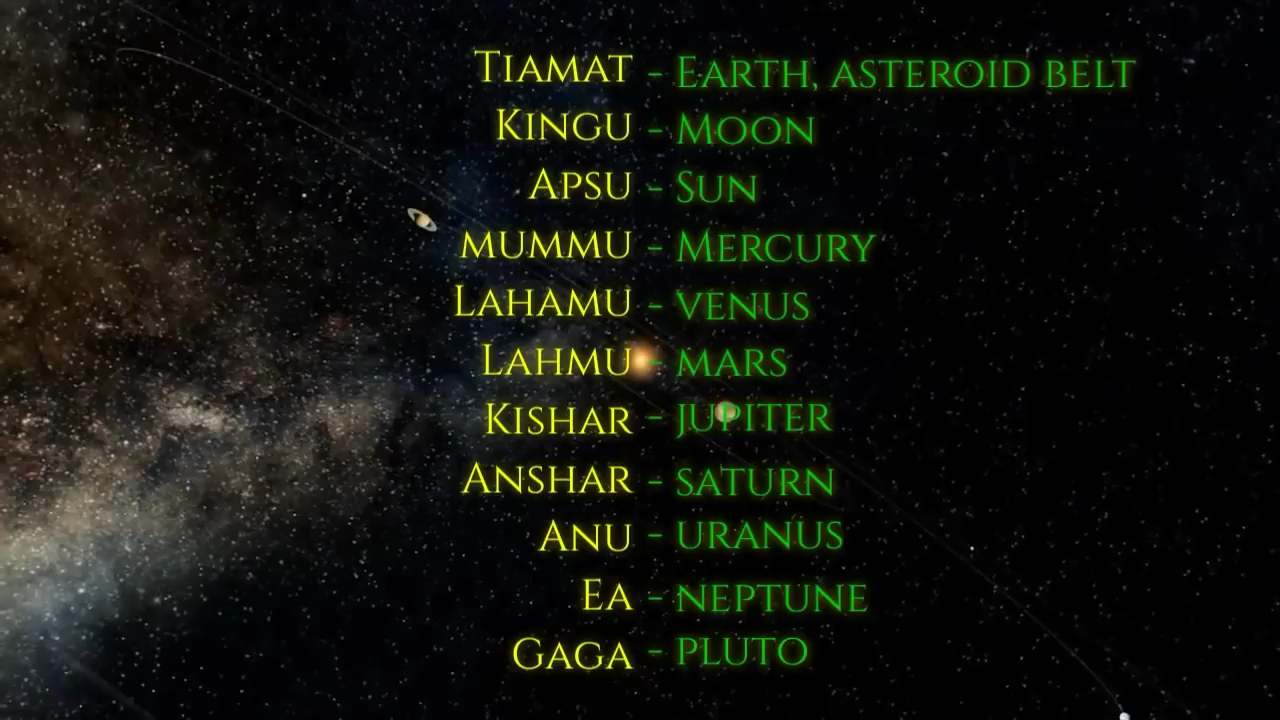 Tiamat - Earth, asteroid belt
Kingu - Moon
Apsu - Sun
mummu - Mercury
Lahamu - venus
Lahmu - mars
Kishar - jupiter
Anshar - saturn
Anu - uranus
Ea - neptune
Gaga - pluto